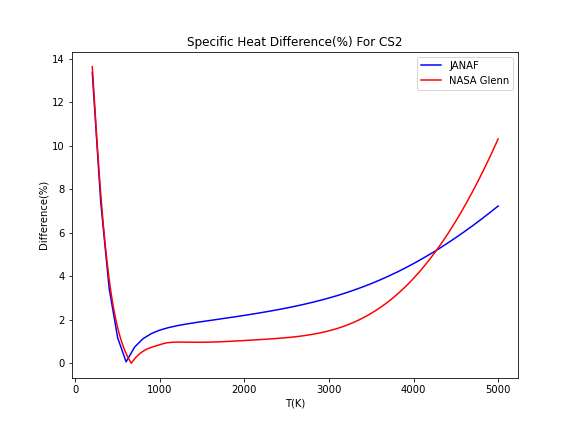 Specific Heat Difference(%) For CS2
JANAF
NASA Glenn
Difference(%)
14
12
10
8
6
4
2
0
0
1000
2000
3000
4000
5000
T(K)